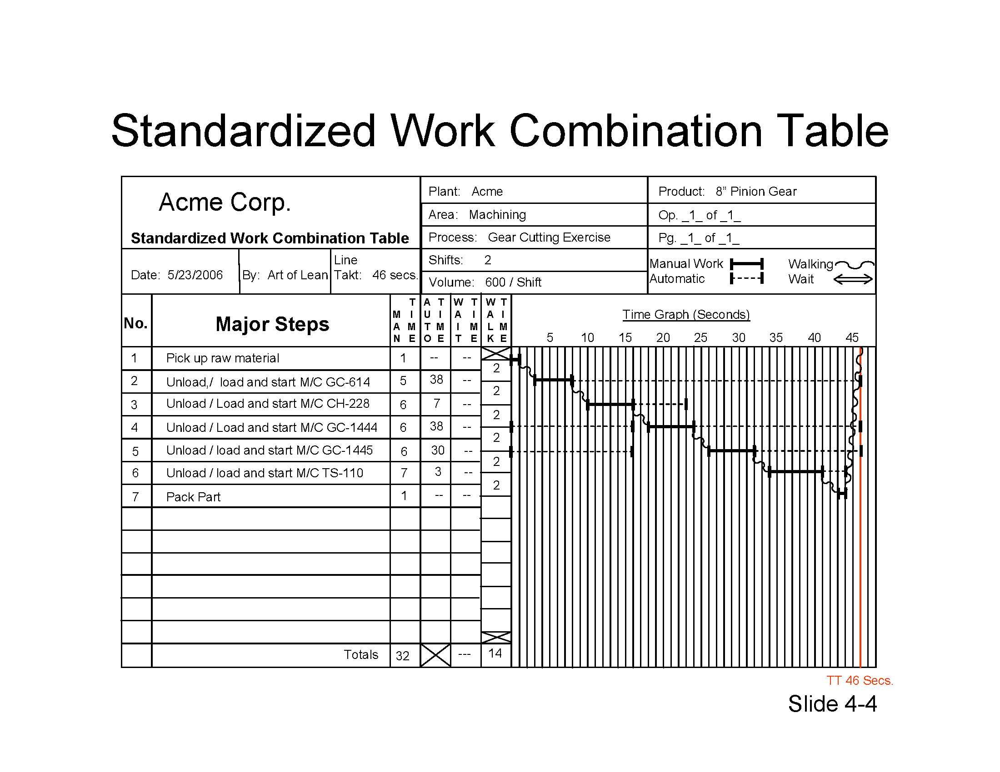 Standardized Work Combination Table
Acme Corp.
Standardized Work Combination Table
Date: 5/23/2006
By: Art of Lean
Line
Takt: 46 secs.
Plant: Acme
Area: Machining
Process: Gear Cutting Exercise
Shifts: 2
Volume: 600 / Shift
Product: 8” Pinion Gear
Op. _1_ of _1_
Pg. _1_ of _1_
Manual Work
Walking
Automatic
Wait
No.
Major Steps
MAN TIME
AUTO TIME
WAIT TIME
WALK TIME
Time Graph (Seconds)
5 10 15 20 25 30 35 40 45
1 Pick up raw material 1 -- --
2
2 Unload,/ load and start M/C GC-614 5 38 --
2
3 Unload / Load and start M/C CH-228 6 7 --
2
4 Unload / Load and start M/C GC-1444 6 38 --
2
5 Unload / load and start M/C GC-1445 6 30 --
2
6 Unload / load and start M/C TS-110 7 3 --
2
7 Pack Part 1 -- --
Totals 32 --- 14
TT 46 Secs.
Slide 4-4